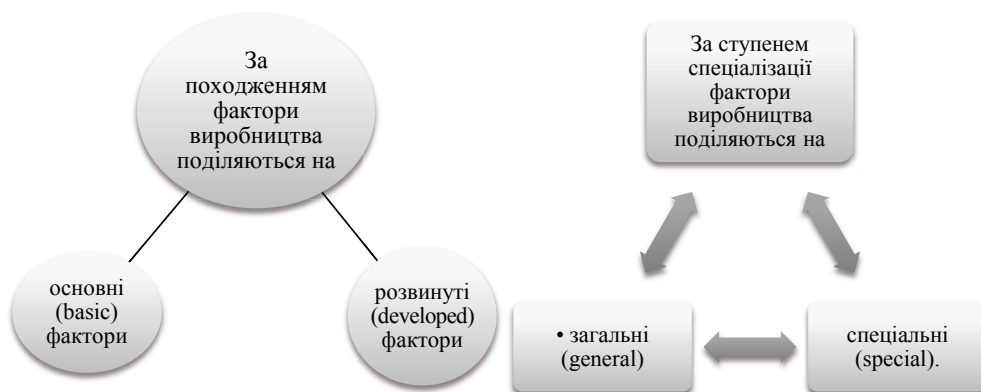 За
походженням
фактори
виробництва
поділяються на
основні
(basic)
фактори
розвинуті
(developed)
фактори
За ступенем
спеціалізації
фактори
виробництва
поділяються на
• загальні
(general)
спеціальні
(special).